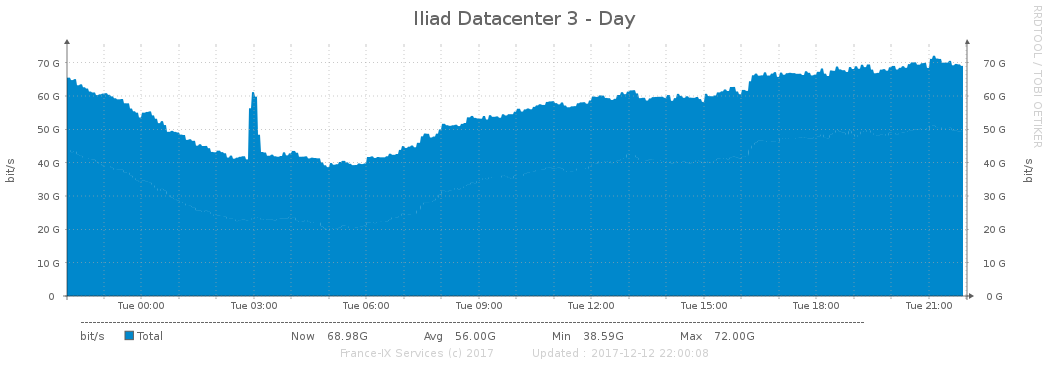 Iliad Datacenter 3 - Day
RRDTOOL / TOBI OETIKER
70 G 70 G
60 G 60 G
50 G 50 G
40 G 40 G
30 G 30 G
20 G 20 G
10 G 10 G
0 0 G
bit/s bit/s
Tue 00:00 Tue 03:00 Tue 06:00 Tue 09:00 Tue 12:00 Tue 15:00 Tue 18:00 Tue 21:00
bit/s Total Now 68.98G Avg 56.00G Min 38.59G Max 72.00G
France-IX Services (c) 2017 Updated : 2017-12-12 22:00:08